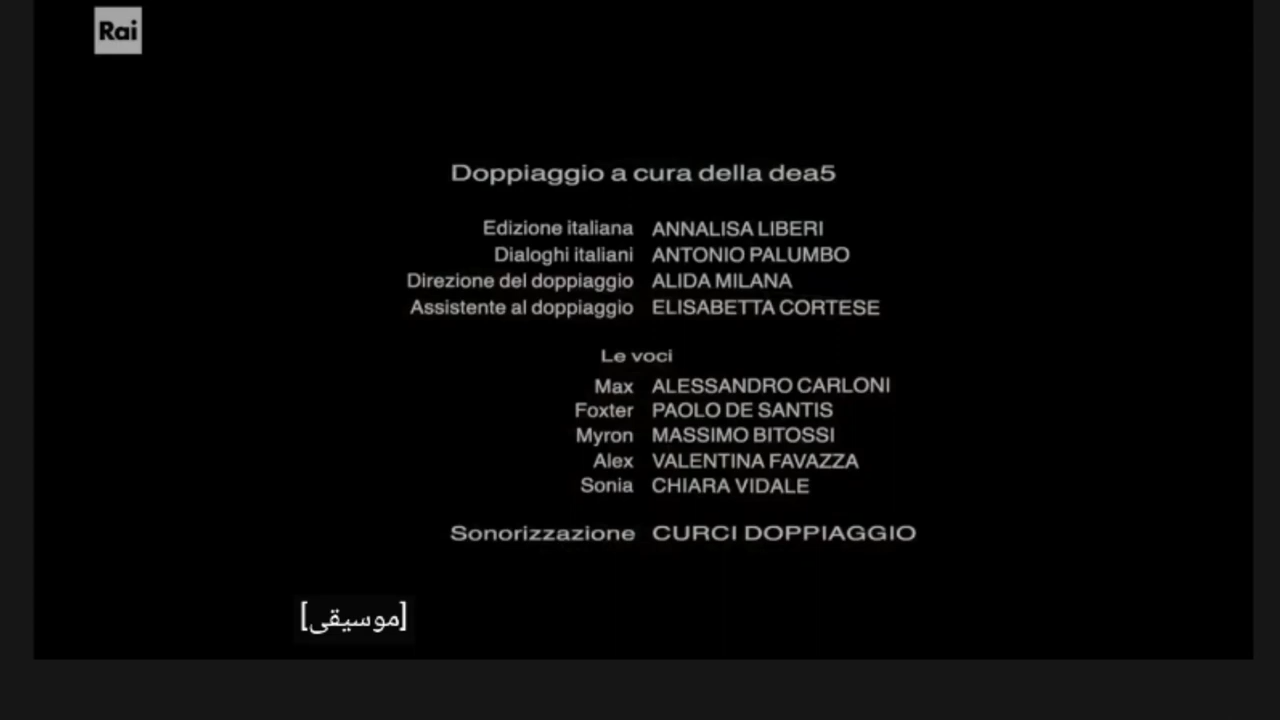 Rai
Doppiaggio a cura della dea5
Edizione italiana ANNALISA LIBERI
Dialoghi italiani ANTONIO PALUMBO
Direzione del doppiaggio ALIDA MILANA
Assistente al doppiaggio ELISABETTA CORTESE
Le voci
Max ALESSANDRO CARLONI
Foxter PAOLO DE SANTIS
Myron MASSIMO BITOSSI
Alex VALENTINA FAVAZZA
Sonia CHIARA VIDALE
Sonorizzazione CURCI DOPPIAGGIO
[موسيقى]